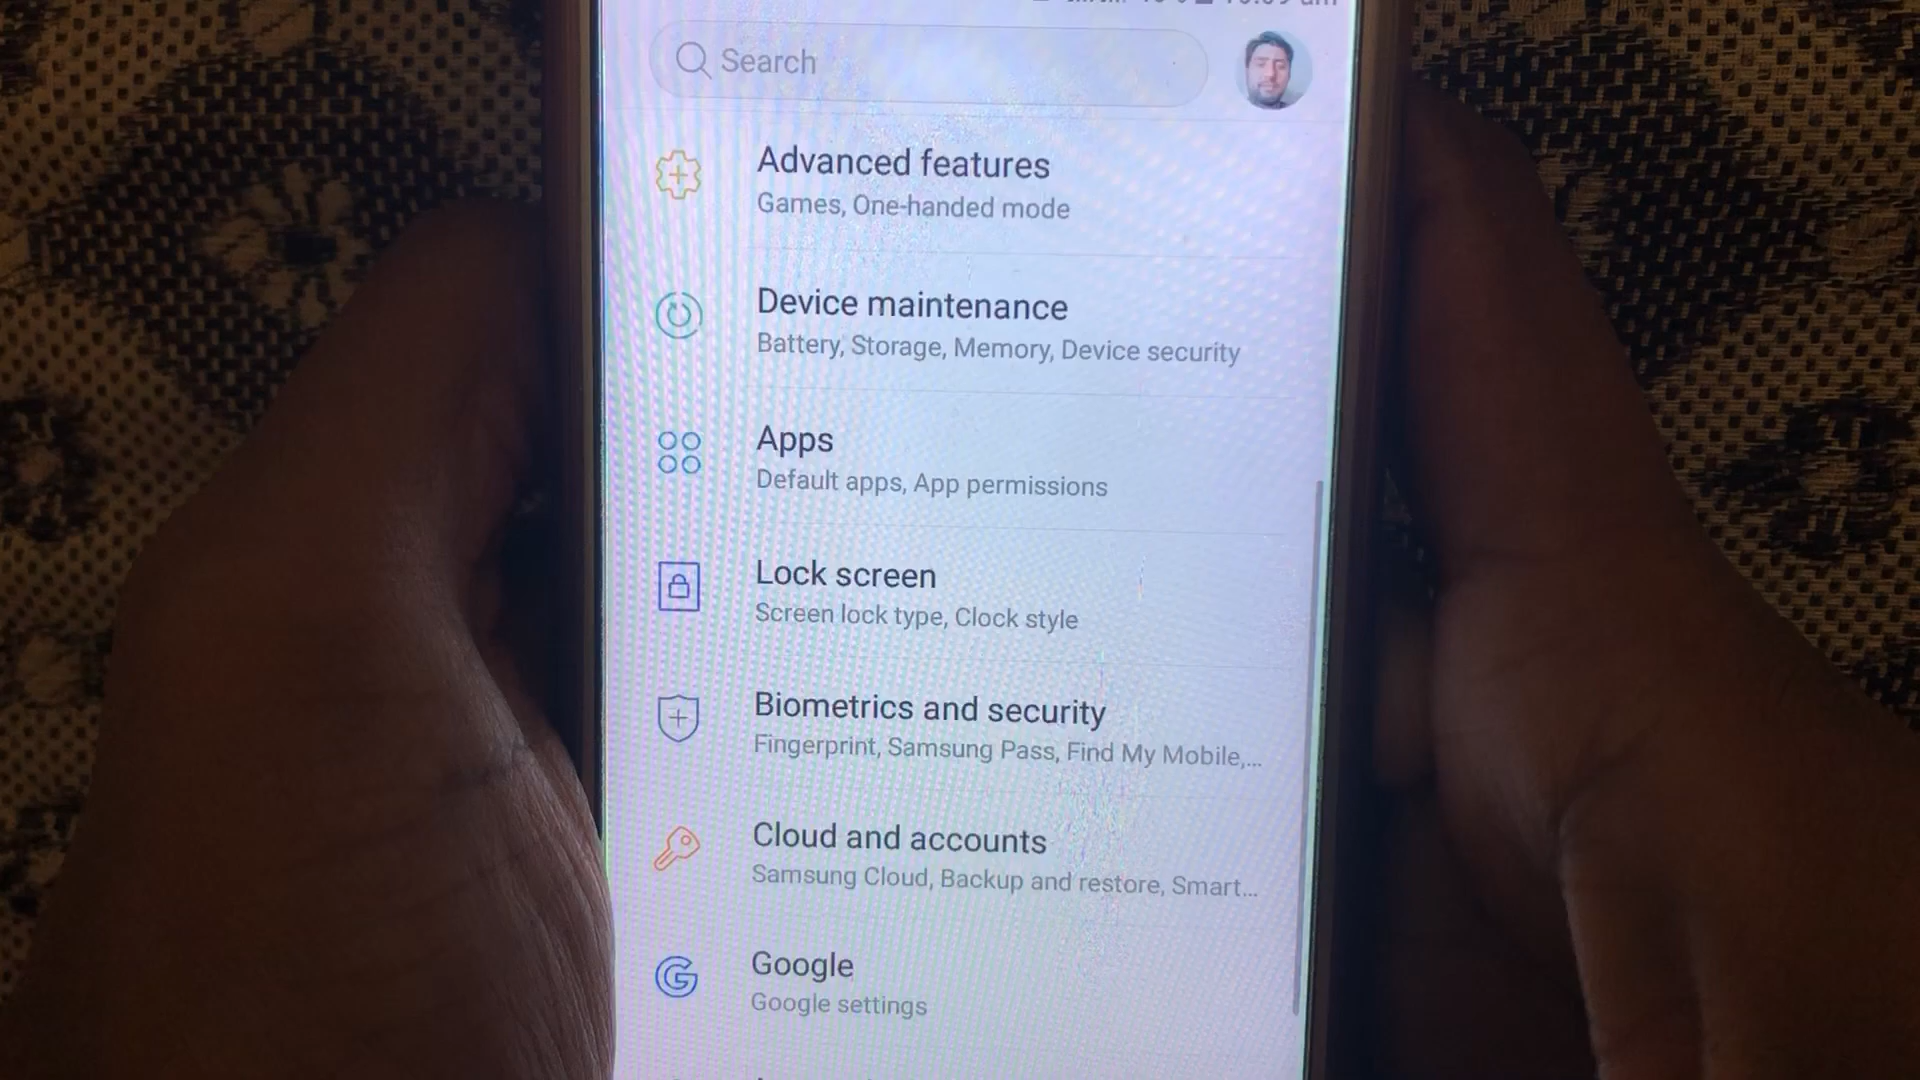 Search
Advanced features
Games, One-handed mode
Device maintenance
Battery, Storage, Memory, Device security
Apps
Default apps, App permissions
Lock screen
Screen lock type, Clock style
Biometrics and security
Fingerprint, Samsung Pass, Find My Mobile,...
Cloud and accounts
Samsung Cloud, Backup and restore, Smart...
Google
Google settings